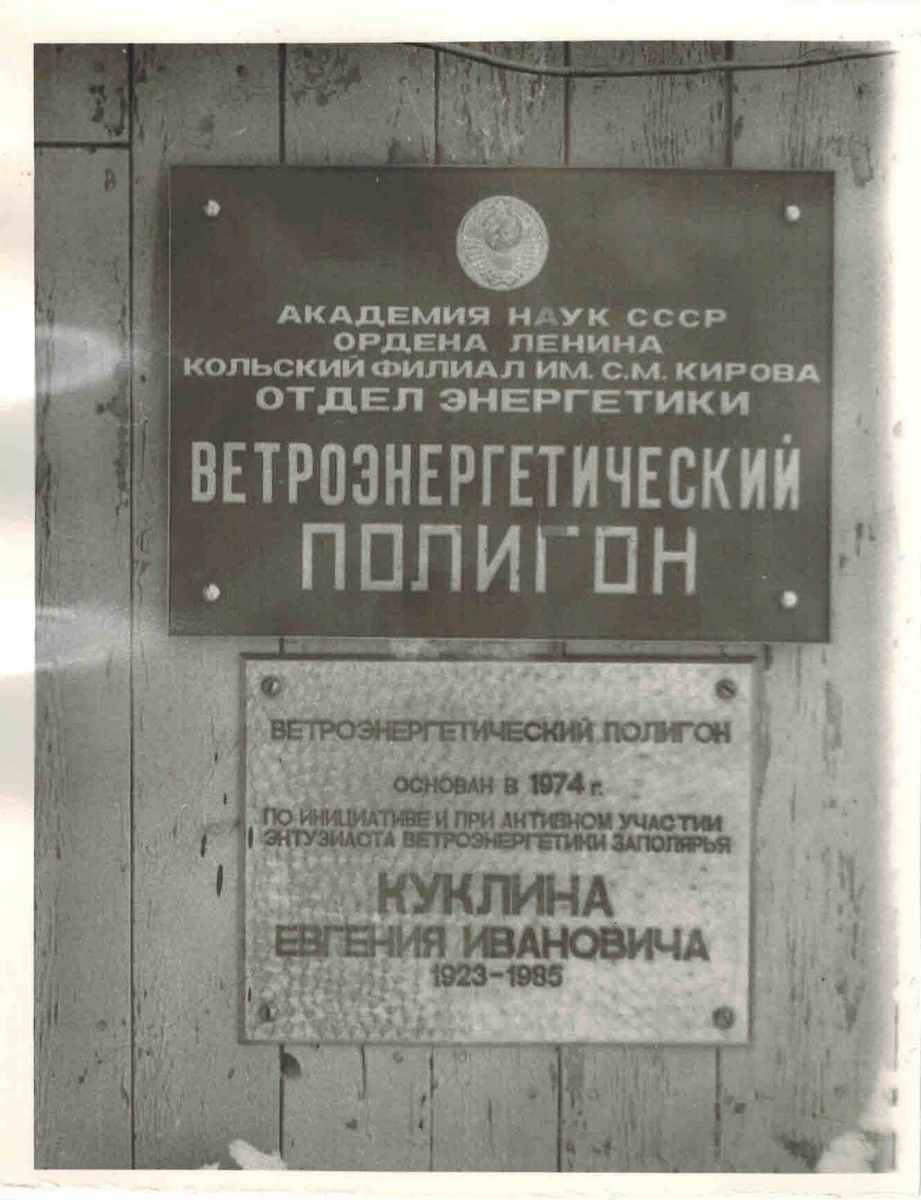 АКАДЕМИЯ НАУК СССР
ОРДЕНА ЛЕНИНА
КОЛЬСКИЙ ФИЛИАЛ ИМ. С.М. КИРОВА
ОТДЕЛ ЭНЕРГЕТИКИ
ВЕТРОЭНЕРГЕТИЧЕСКИЙ
ПОЛИГОН
ВЕТРОЭНЕРГЕТИЧЕСКИЙ ПОЛИГОН
ОСНОВАН В 1974 г.
ПО ИНИЦИАТИВЕ И ПРИ АКТИВНОМ УЧАСТИИ
ЭНТУЗИАСТА ВЕТРОЭНЕРГЕТИКИ ЗАПОЛЯРЬЯ
КУКЛИНА
ЕВГЕНИЯ ИВАНОВИЧА
1923-1985